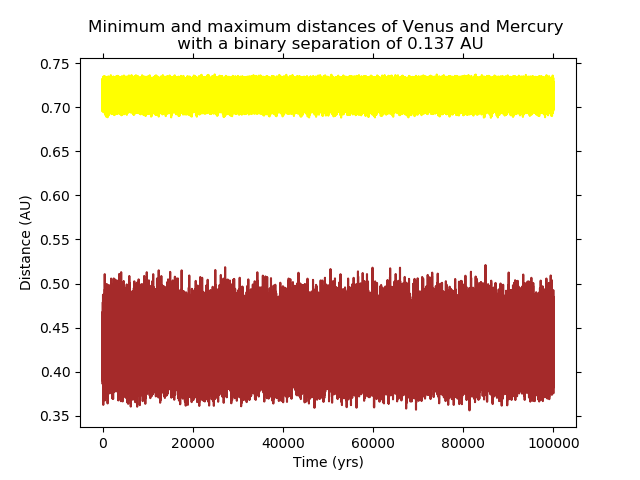 Minimum and maximum distances of Venus and Mercury
with a binary separation of 0.137 AU
0.75
0.70
0.65
0.60
0.55
0.50
0.45
0.40
0.35
Distance (AU)
0 20000 40000 60000 80000 100000
Time (yrs)